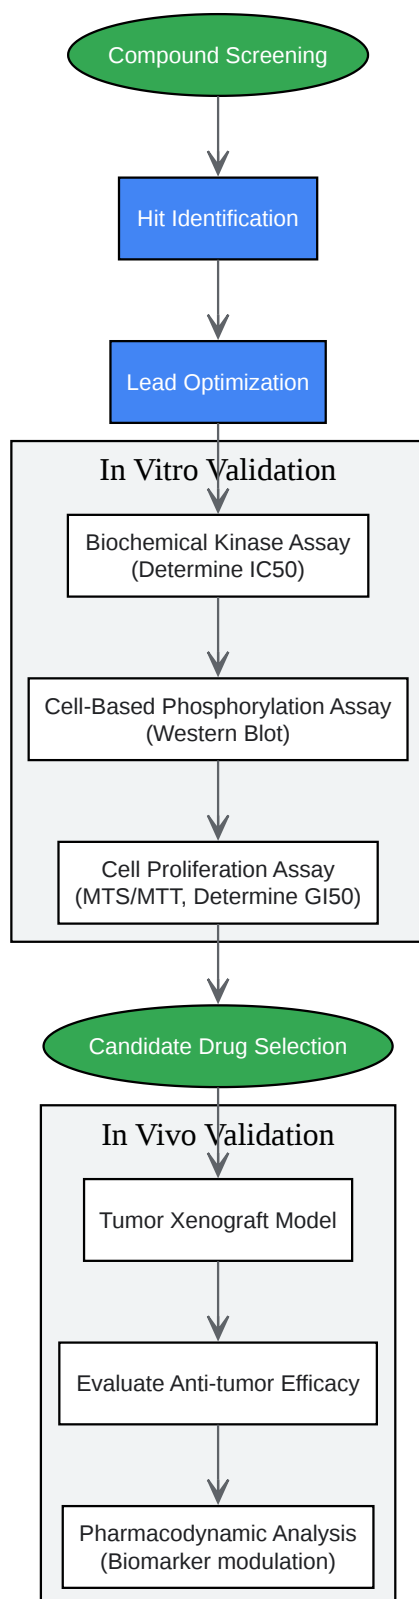 Compound Screening
Hit Identification
Lead Optimization
In Vitro Validation
Biochemical Kinase Assay
(Determine IC50)
Cell-Based Phosphorylation Assay
(Western Blot)
Cell Proliferation Assay
(MTS/MTT, Determine GI50)
Candidate Drug Selection
In Vivo Validation
Tumor Xenograft Model
Evaluate Anti-tumor Efficacy
Pharmacodynamic Analysis
(Biomarker modulation)